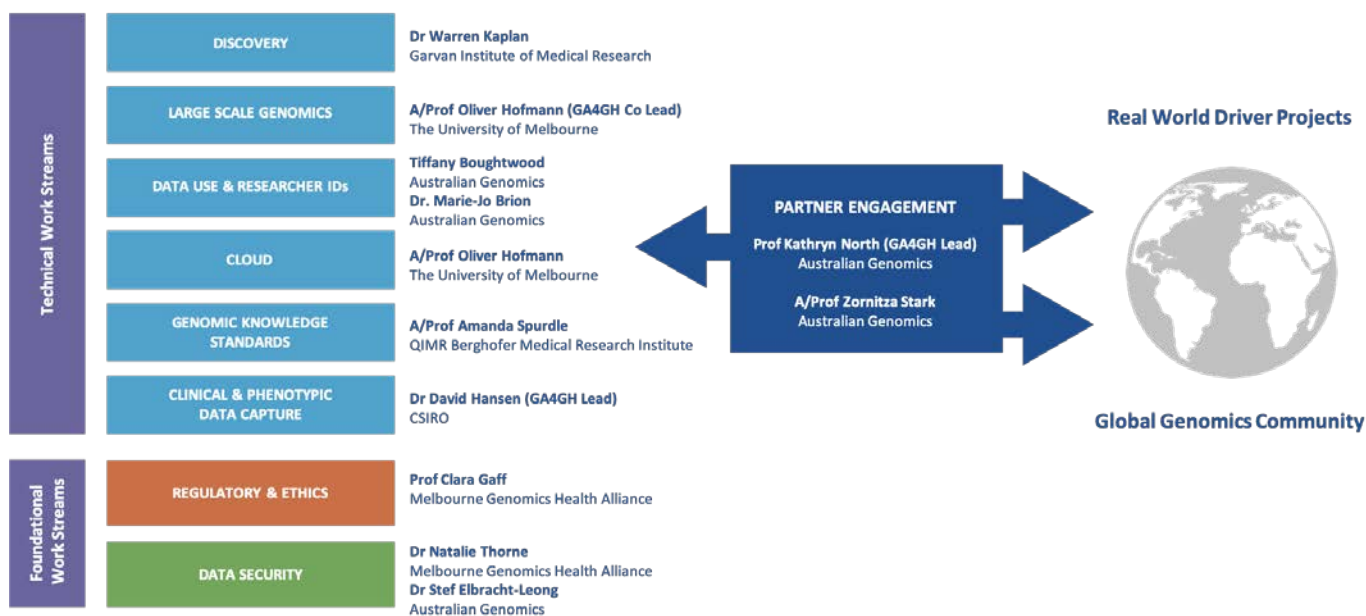 Technical Work Streams
DISCOVERY
Dr Warren Kaplan
Garvan Institute of Medical Research
LARGE SCALE GENOMICS
A/Prof Oliver Hofmann (GA4GH Co Lead)
The University of Melbourne
DATA USE & RESEARCHER IDs
Tiffany Boughtwood
Australian Genomics
Dr. Marie-Jo Brion
Australian Genomics
CLOUD
A/Prof Oliver Hofmann
The University of Melbourne
GENOMIC KNOWLEDGE
STANDARDS
A/Prof Amanda Spurdle
QIMR Berghofer Medical Research Institute
CLINICAL & PHENOTYPIC
DATA CAPTURE
Dr David Hansen (GA4GH Lead)
CSIRO
Foundational
Work Streams
REGULATORY & ETHICS
Prof Clara Gaff
Melbourne Genomics Health Alliance
DATA SECURITY
Dr Natalie Thorne
Melbourne Genomics Health Alliance
Dr Stef Elbracht-Leong
Australian Genomics
PARTNER ENGAGEMENT
Prof Kathryn North (GA4GH Lead)
Australian Genomics
A/Prof Zornitza Stark
Australian Genomics
Real World Driver Projects
Global Genomics Community